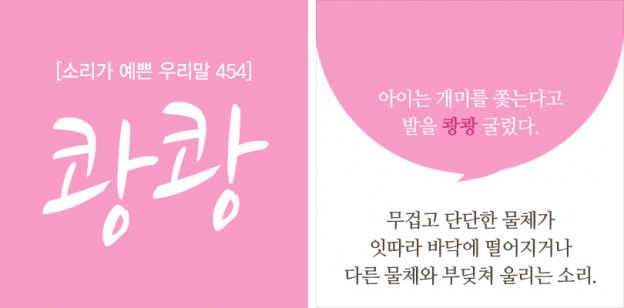 [소리가 예쁜 우리말 454]
쾅쾅
아이는 개미를 쫓는다고
발을 쾅쾅 굴렀다.
무겁고 단단한 물체가
잇따라 바닥에 떨어지거나
다른 물체와 부딪쳐 울리는 소리.